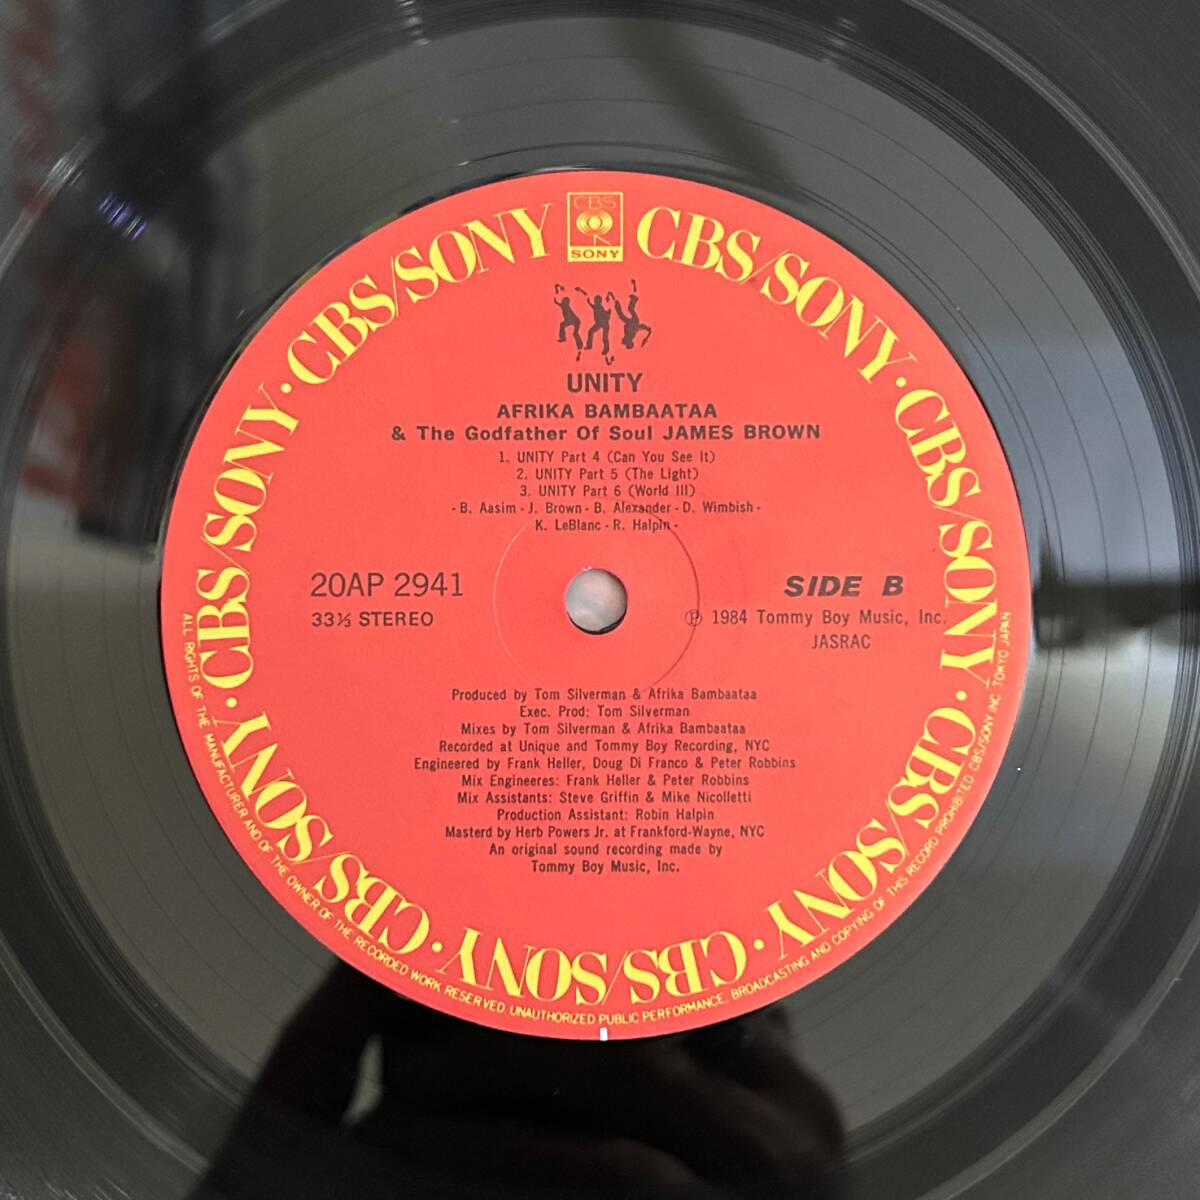 CBS
SONY
CBS/SONY · CBS/SONY · CBS/SONY · CBS/SONY · CBS/SONY · CBS/SONY · CBS/SONY · CBS/SONY
UNITY
AFRIKA BAMBAATAA
& The Godfather Of Soul JAMES BROWN
1. UNITY Part 4 (Can You See It)
2. UNITY Part 5 (The Light)
3. UNITY Part 6 (World III)
- B. Aasim - J. Brown - B. Alexander - D. Wimbish -
K. LeBlanc - R. Halpin -
20AP 2941
33⅓ STEREO
SIDE B
℗ 1984 Tommy Boy Music, Inc.
JASRAC
Produced by Tom Silverman & Afrika Bambaataa
Exec. Prod: Tom Silverman
Mixes by Tom Silverman & Afrika Bambaataa
Recorded at Unique and Tommy Boy Recording, NYC
Engineered by Frank Heller, Doug Di Franco & Peter Robbins
Mix Engineeres: Frank Heller & Peter Robbins
Mix Assistants: Steve Griffin & Mike Nicolletti
Production Assistant: Robin Halpin
Masterd by Herb Powers Jr. at Frankford-Wayne, NYC
An original sound recording made by
Tommy Boy Music, Inc.
ALL RIGHTS OF THE MANUFACTURER AND OF THE OWNER OF THE RECORDED WORK RESERVED. UNAUTHORIZED PUBLIC PERFORMANCE, BROADCASTING AND COPYING OF THIS RECORD PROHIBITED CBS/SONY INC. TOKYO JAPAN